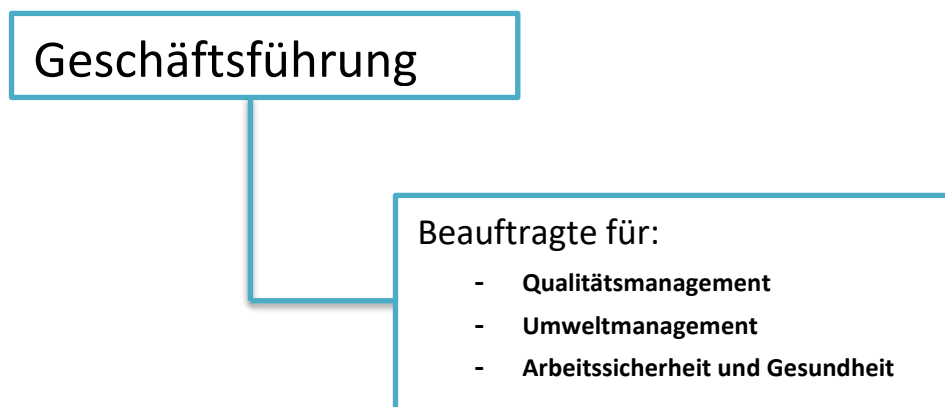 Geschäftsführung
Beauftragte für:
- Qualitätsmanagement
- Umweltmanagement
- Arbeitssicherheit und Gesundheit